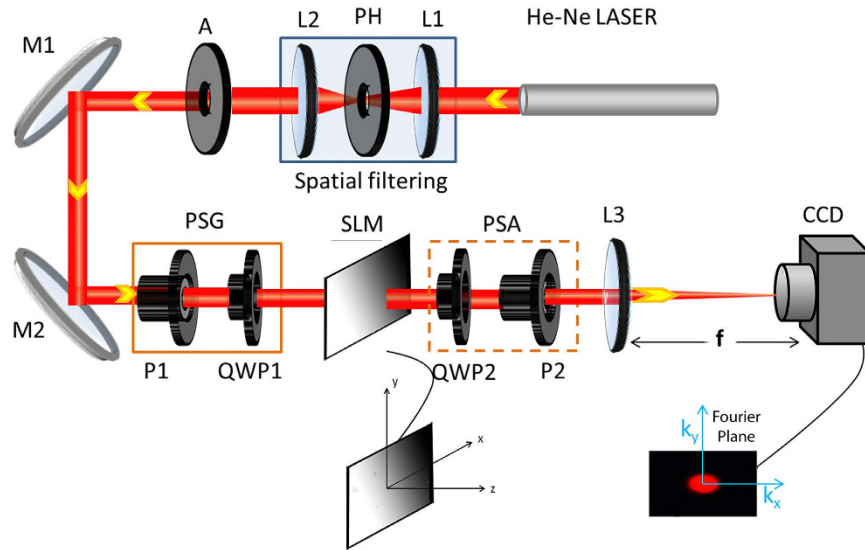 He-Ne LASER
L1
PH
L2
A
M1
Spatial filtering
M2
PSG
P1
QWP1
SLM
PSA
QWP2
P2
L3
f
CCD
y
x
z
Fourier
Plane
ky
kx